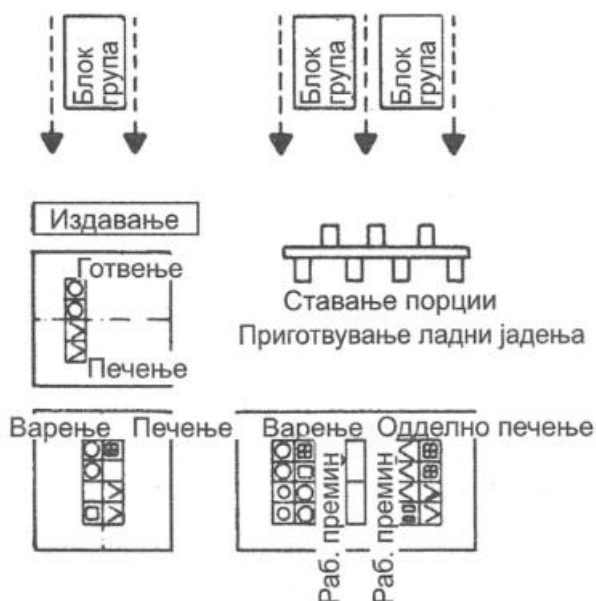 Блок
група
Блок
група
Блок
група
Издавање
Готвење
Печење
Ставање порции
Приготвување ладни јадења
Варење Печење
Варење Одделно печење
Раб. премин
Раб. премин